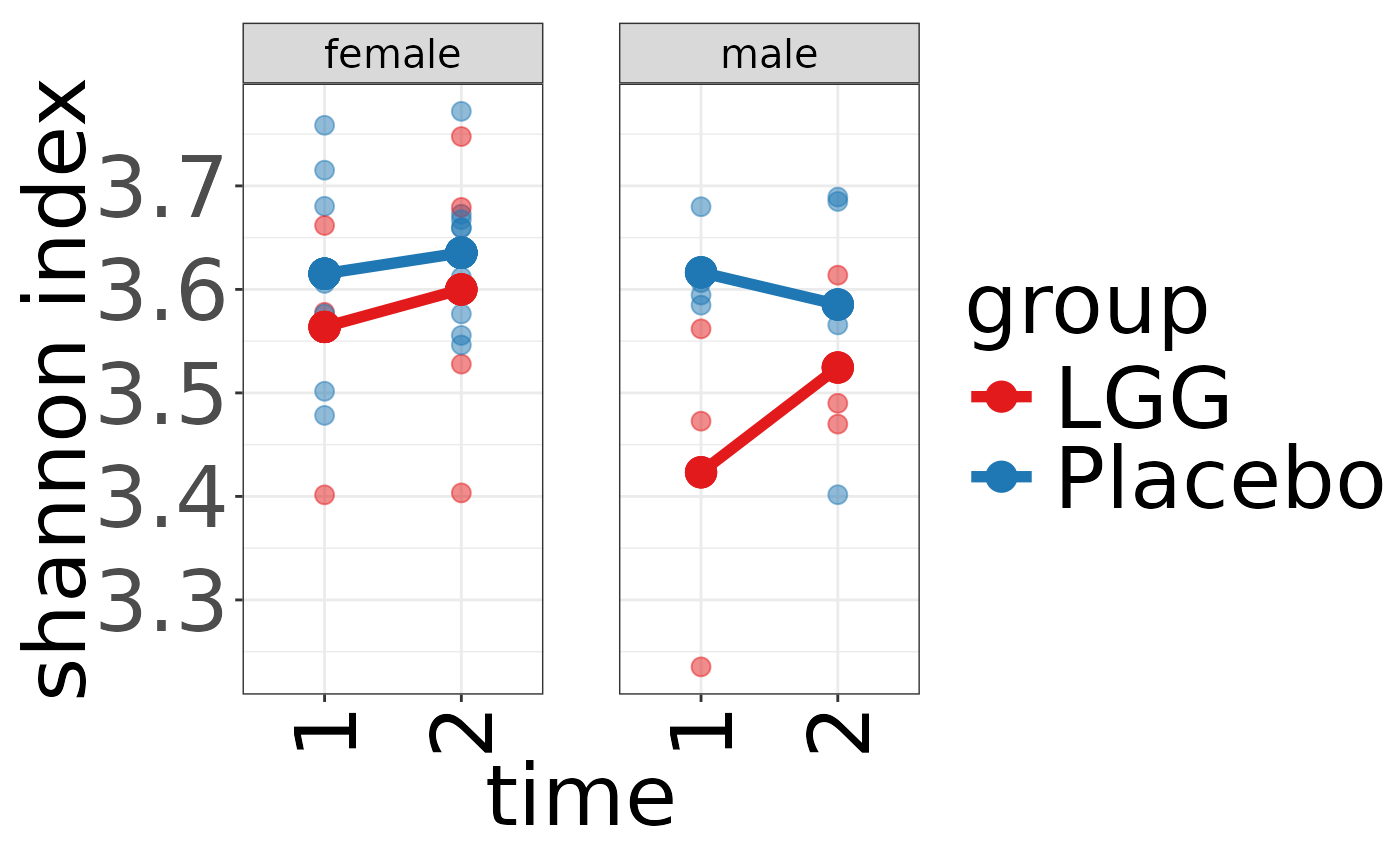 female
male
shannon index
3.7
3.6
3.5
3.4
3.3
1
2
1
2
time
group
LGG
Placebo